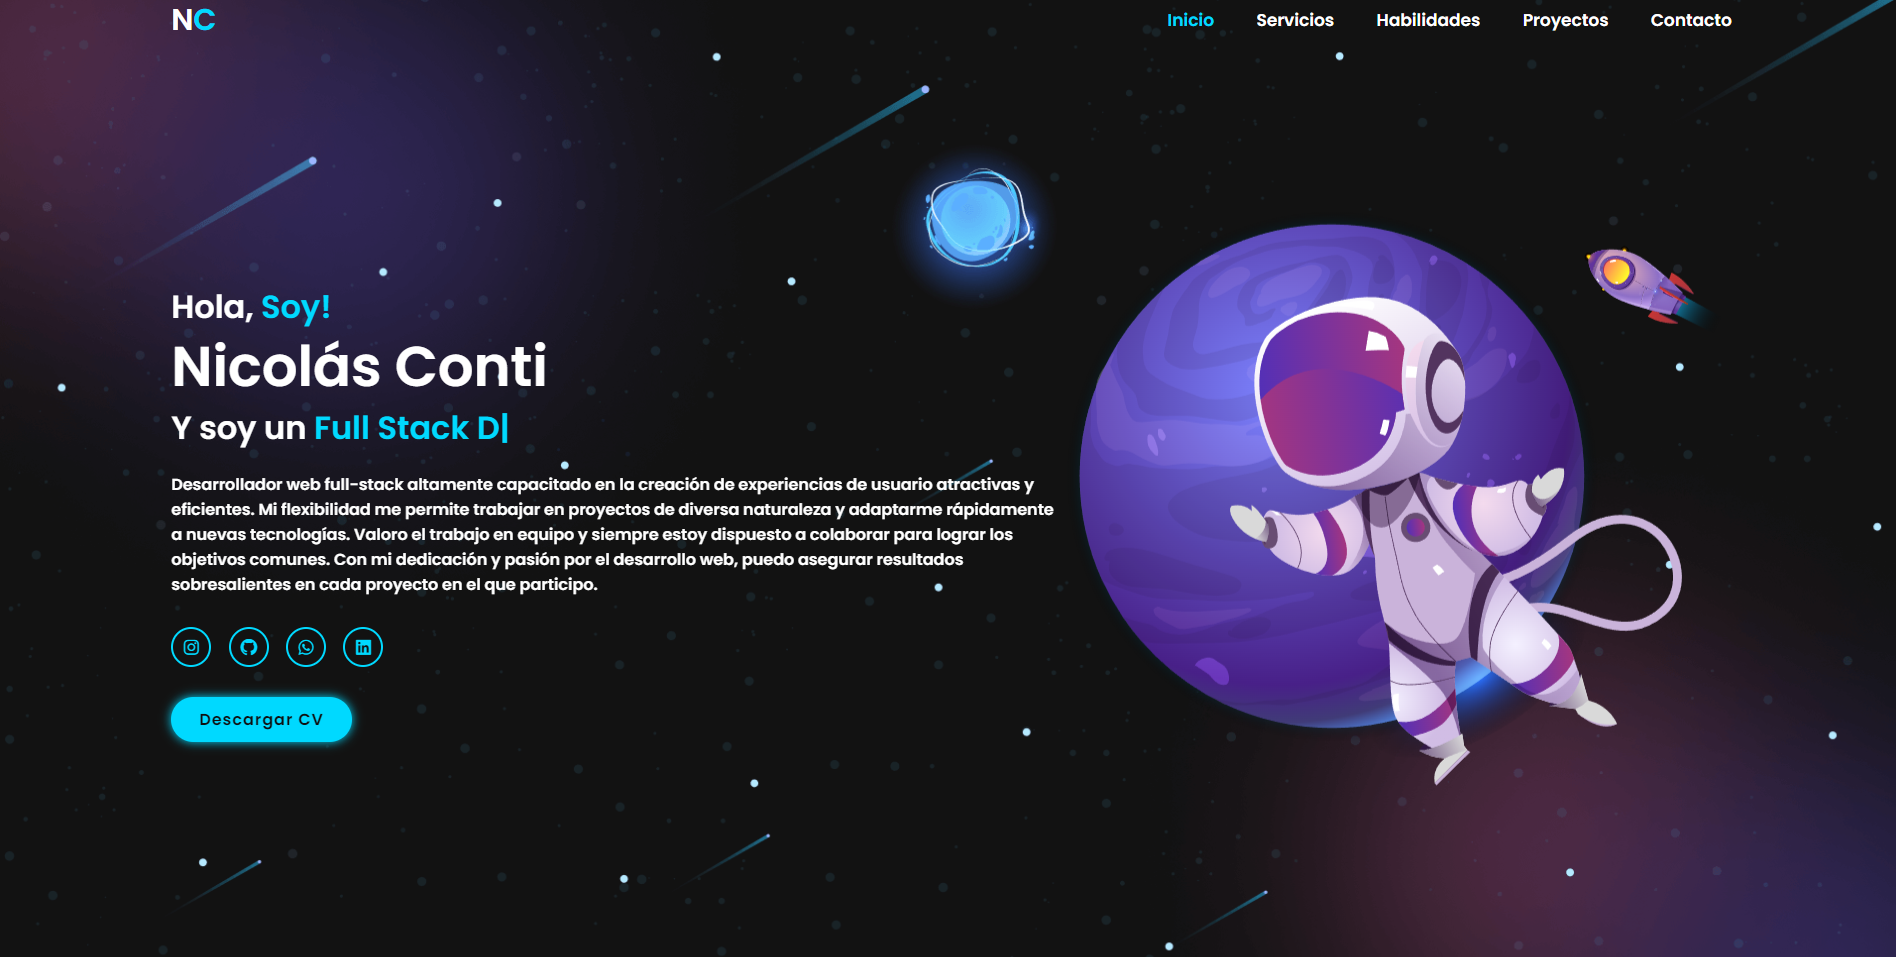 NC
Inicio Servicios Habilidades Proyectos Contacto
Hola, Soy!
Nicolás Conti
Y soy un Full Stack D|
Desarrollador web full-stack altamente capacitado en la creación de experiencias de usuario atractivas y
eficientes. Mi flexibilidad me permite trabajar en proyectos de diversa naturaleza y adaptarme rápidamente
a nuevas tecnologías. Valoro el trabajo en equipo y siempre estoy dispuesto a colaborar para lograr los
objetivos comunes. Con mi dedicación y pasión por el desarrollo web, puedo asegurar resultados
sobresalientes en cada proyecto en el que participo.
Descargar CV